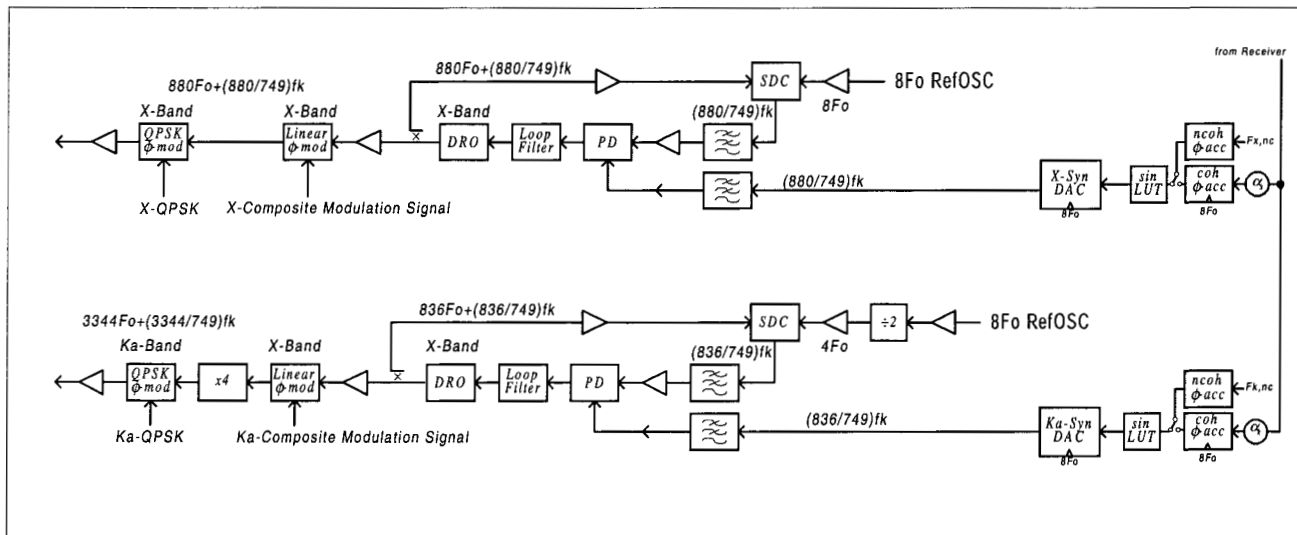 from Receiver
880Fo+(880/749)fk
SDC
8Fo
8Fo RefOSC
880Fo+(880/749)fk
X-Band
QPSK
ϕ-mod
X-Band
Linear
ϕ-mod
X-Band
DRO
Loop
Filter
PD
(880/749)fk
ncoh
ϕ-acc
Fx,nc
X-Syn
DAC
8Fo
sin
LUT
coh
ϕ-acc
8Fo
(880/749)fk
X-QPSK
X-Composite Modulation Signal
836Fo+(836/749)fk
SDC
4Fo
÷2
8Fo RefOSC
3344Fo+(3344/749)fk
Ka-Band
QPSK
ϕ-mod
x4
X-Band
Linear
ϕ-mod
X-Band
DRO
Loop
Filter
PD
(836/749)fk
ncoh
ϕ-acc
Fk,nc
Ka-Syn
DAC
8Fo
sin
LUT
coh
ϕ-acc
8Fo
(836/749)fk
Ka-QPSK
Ka-Composite Modulation Signal